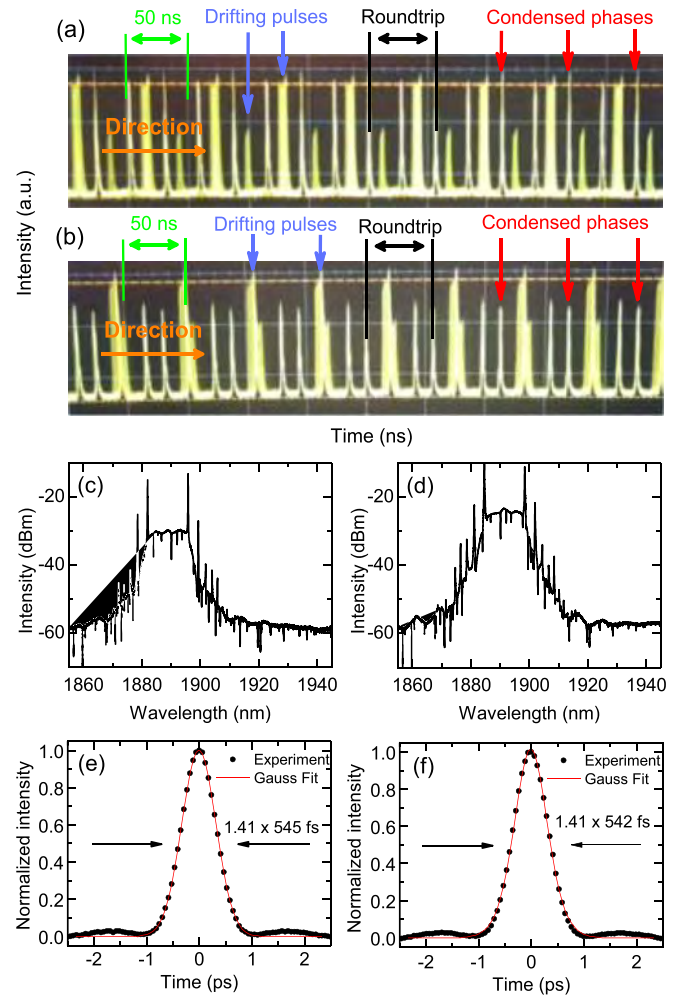 (a) 50 ns Drifting pulses Roundtrip Condensed phases
Direction
(b) 50 ns Drifting pulses Roundtrip Condensed phases
Direction
Intensity (a.u.)
Time (ns)
(c)
-20
-40
-60
Intensity (dBm)
1860 1880 1900 1920 1940
Wavelength (nm)
(d)
-20
-40
-60
Intensity (dBm)
1860 1880 1900 1920 1940
Wavelength (nm)
(e)
Experiment
Gauss Fit
1.41 x 545 fs
1.0
0.8
0.6
0.4
0.2
0.0
Normalized intensity
-2 -1 0 1 2
Time (ps)
(f)
Experiment
Gauss Fit
1.41 x 542 fs
1.0
0.8
0.6
0.4
0.2
0.0
Normalized intensity
-2 -1 0 1 2
Time (ps)